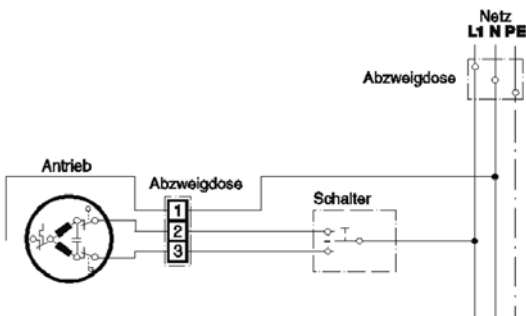 Netz
L1 N PE
Abzweigdose
Antrieb
Abzweigdose
Schalter
1
2
3